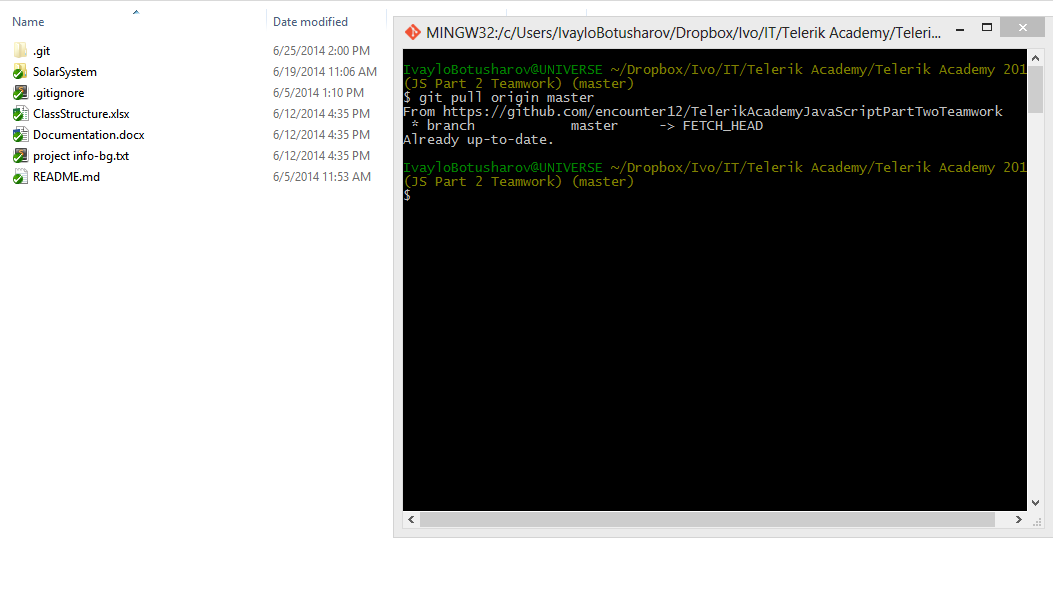 Name Date modified
.git 6/25/2014 2:00 PM
SolarSystem 6/19/2014 11:06 AM
.gitignore 6/5/2014 1:10 PM
ClassStructure.xlsx 6/12/2014 4:35 PM
Documentation.docx 6/12/2014 4:35 PM
project info-bg.txt 6/12/2014 4:35 PM
README.md 6/5/2014 11:53 AM
MINGW32:/c/Users/IvayloBotusharov/Dropbox/Ivo/IT/Telerik Academy/Teleri...
IvayloBotusharov@UNIVERSE ~/Dropbox/Ivo/IT/Telerik Academy/Telerik Academy 201
(JS Part 2 Teamwork) (master)
$ git pull origin master
From https://github.com/encounter12/TelerikAcademyJavaScriptPartTwoTeamwork
* branch master -> FETCH_HEAD
Already up-to-date.
IvayloBotusharov@UNIVERSE ~/Dropbox/Ivo/IT/Telerik Academy/Telerik Academy 201
(JS Part 2 Teamwork) (master)
$